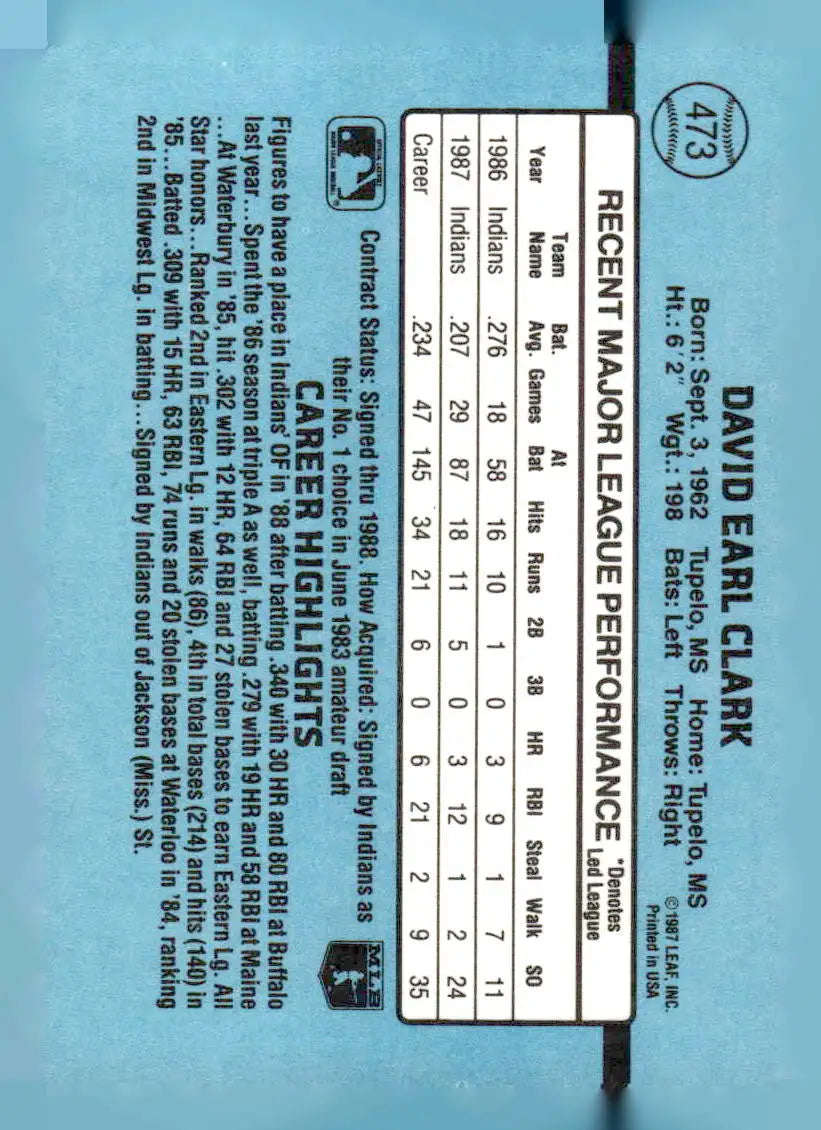 473
DAVID EARL CLARK
Born: Sept. 3, 1962 Tupelo, MS Home: Tupelo, MS
Ht.: 6´2″ Wgt.: 198 Bats: Left Throws: Right
©1987 LEAF, INC.
Printed in USA
RECENT MAJOR LEAGUE PERFORMANCE *Denotes Led League
Year Team Name Bat. Avg. Games At Bat Hits Runs 2B 3B HR RBI Steal Walk SO
1986 Indians .276 18 58 16 10 1 0 3 9 1 7 11
1987 Indians .207 29 87 18 11 5 0 3 12 1 2 24
Career .234 47 145 34 21 6 0 6 21 2 9 35
Contract Status: Signed thru 1988. How Acquired: Signed by Indians as
their No. 1 choice in June 1983 amateur draft
MLB
CAREER HIGHLIGHTS
Figures to have a place in Indians' OF in '88 after batting .340 with 30 HR and 80 RBI at Buffalo
last year...Spent the '86 season at triple A as well, batting .279 with 19 HR and 58 RBI at Maine
...At Waterbury in '85, hit .302 with 12 HR, 64 RBI and 27 stolen bases to earn Eastern Lg. All
Star honors...Ranked 2nd in Eastern Lg. in walks (86), 4th in total bases (214) and hits (140) in
'85...Batted .309 with 15 HR, 63 RBI, 74 runs and 20 stolen bases at Waterloo in '84, ranking
2nd in Midwest Lg. in batting...Signed by Indians out of Jackson (Miss.) St.